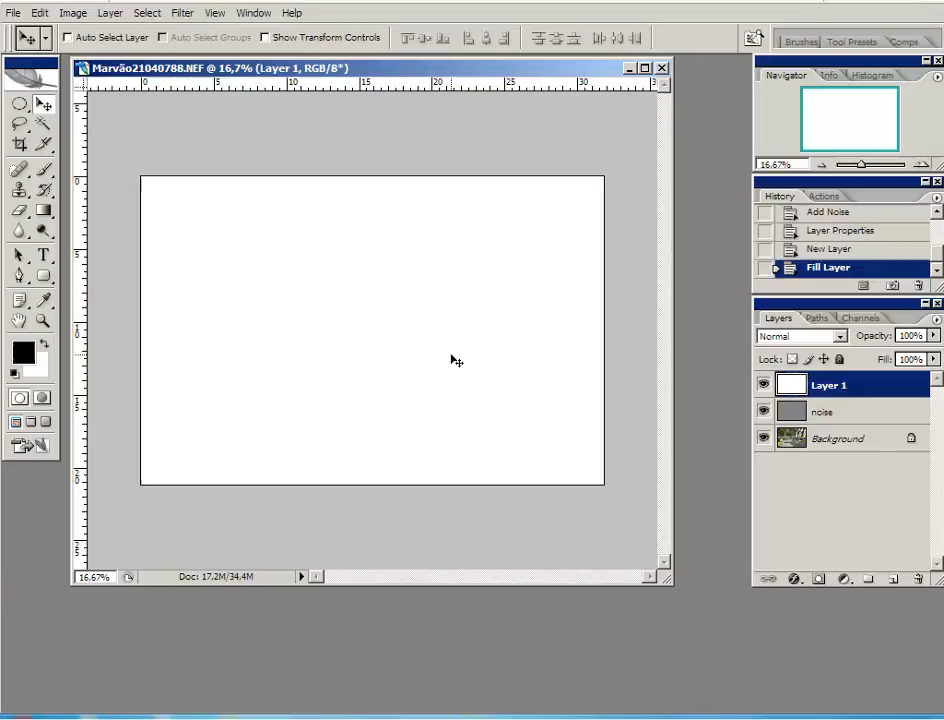 File Edit Image Layer Select Filter View Window Help
Auto Select Layer Auto Select Groups Show Transform Controls Brushes Tool Presets Comps
Marvão21040788.NEF @ 16,7% (Layer 1, RGB/8*)
Navigator Info Histogram
0 5 10 15 20 25 30
16.67%
History Actions
Add Noise
Layer Properties
New Layer
Fill Layer
Layers Paths Channels
Normal Opacity: 100%
Lock: Fill: 100%
Layer 1
noise
Background
16.67% Doc: 17,2M/34,4M